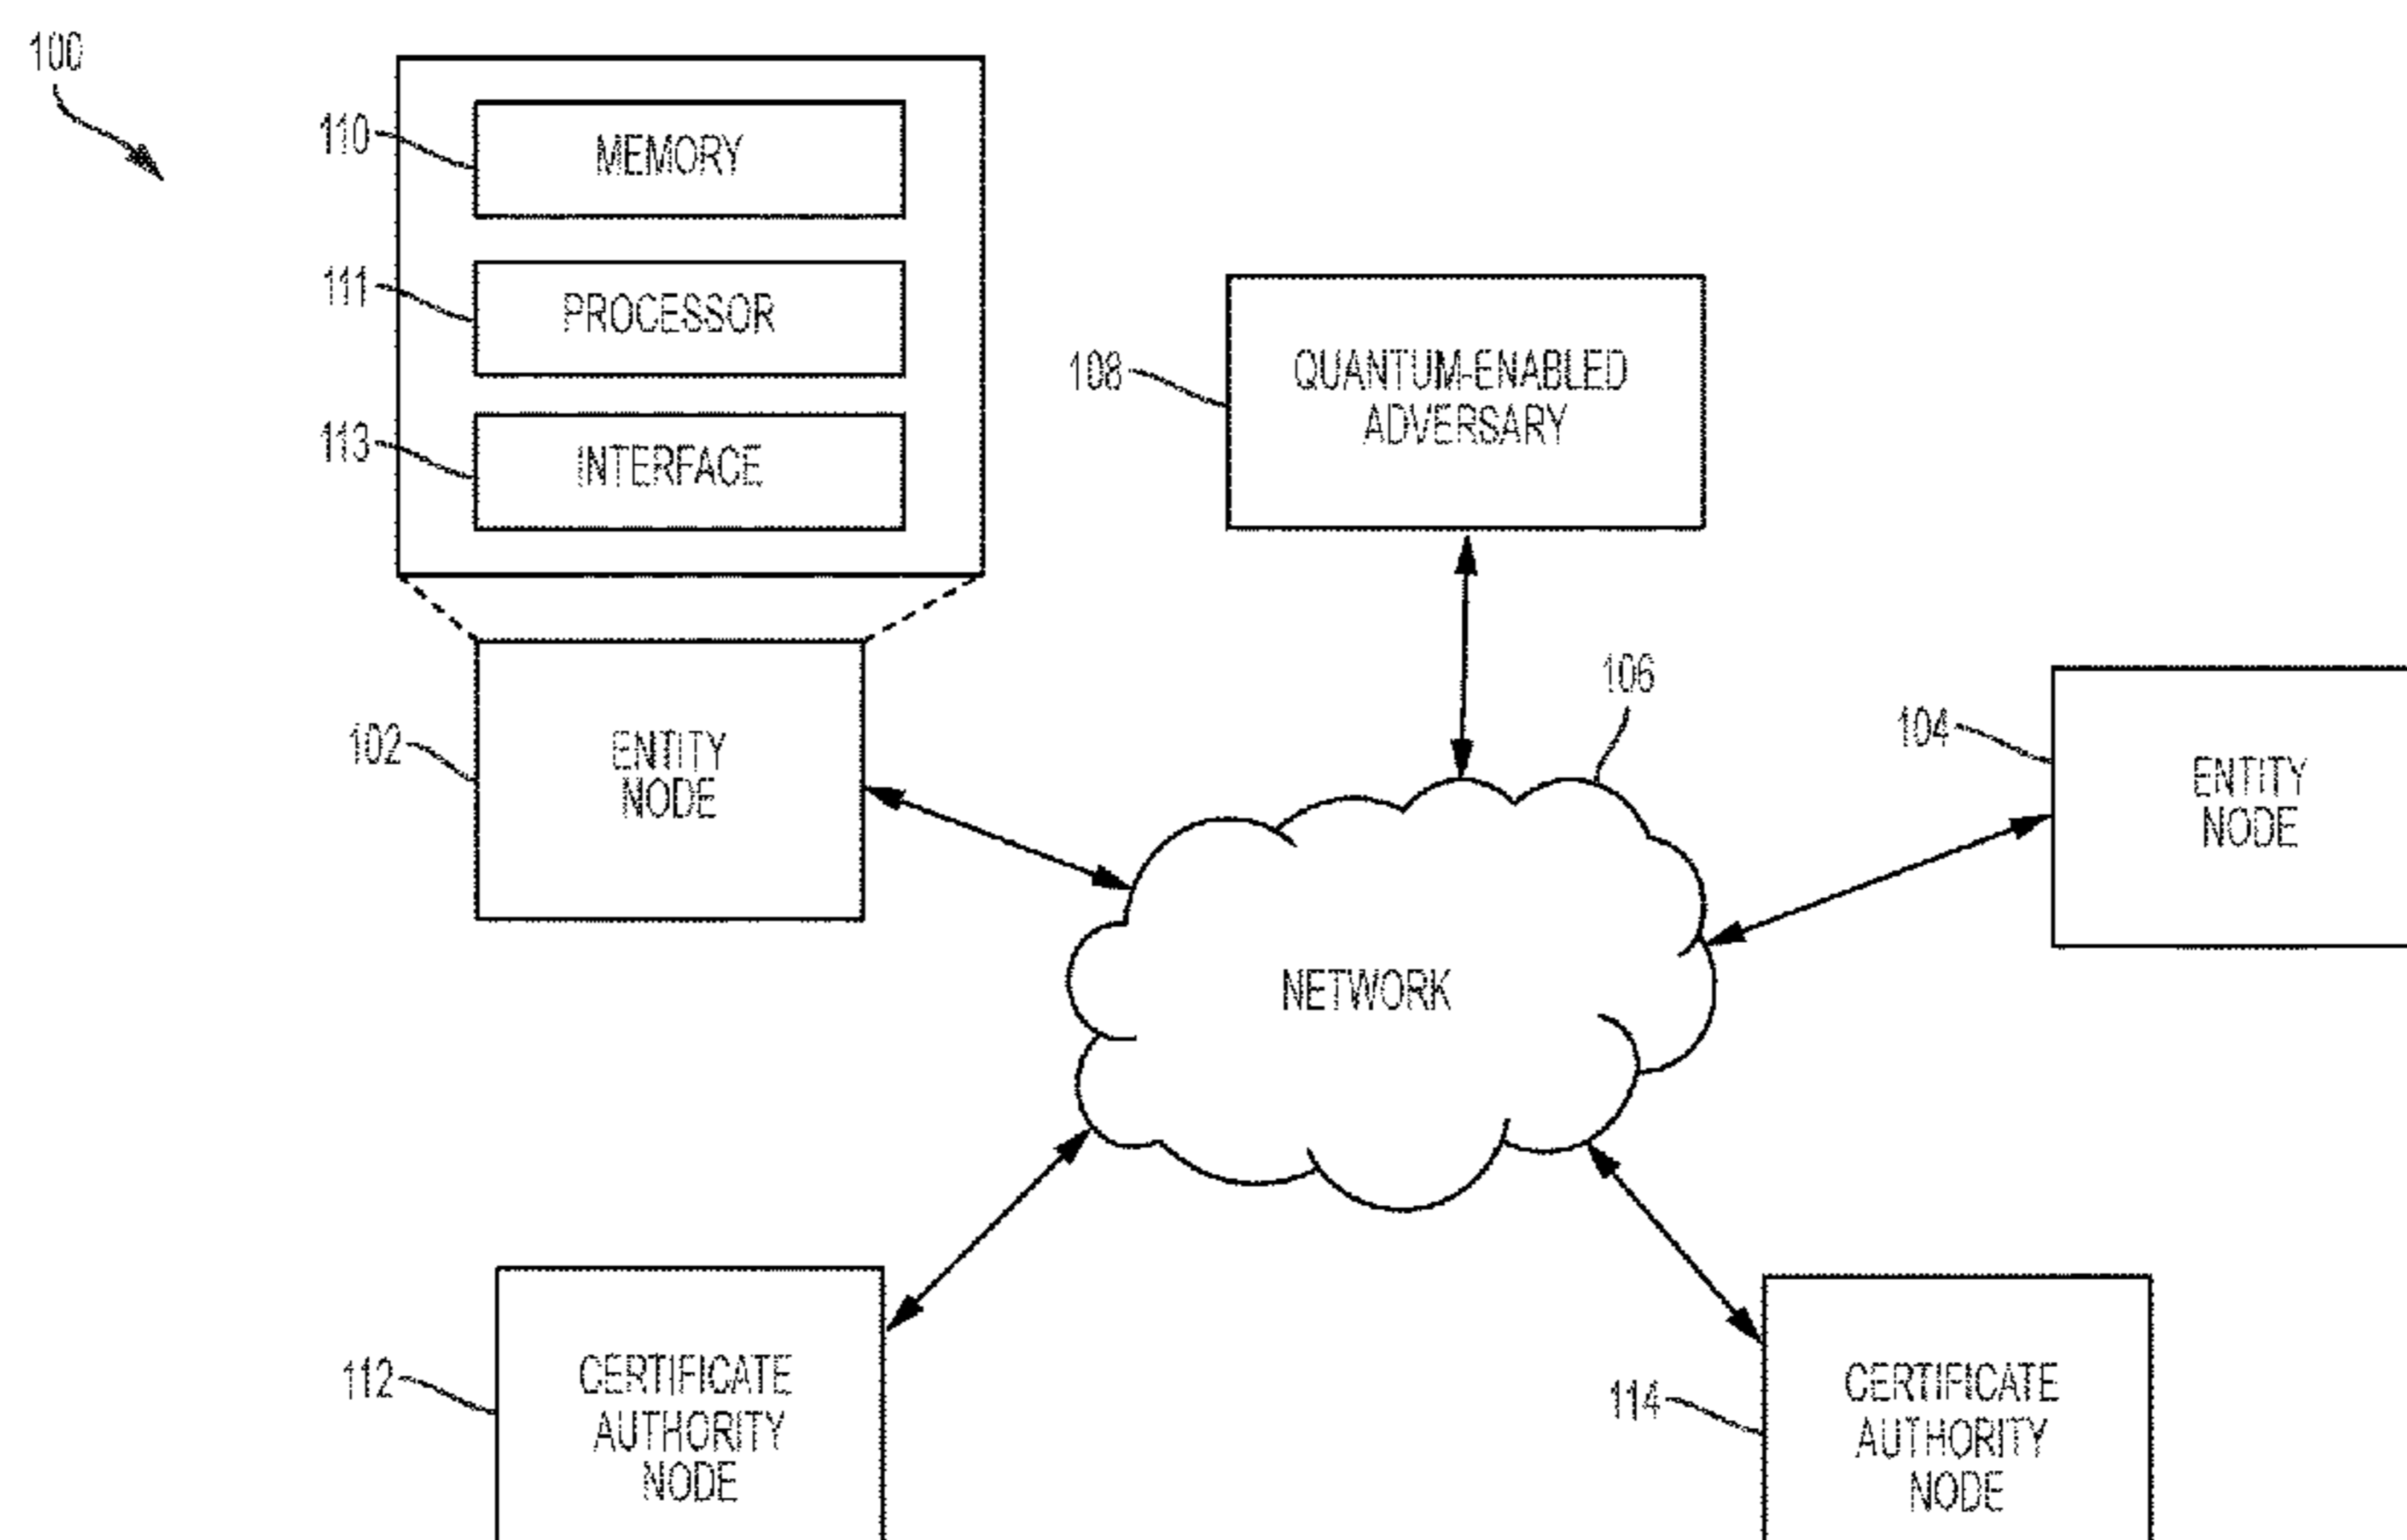 100
110
MEMORY
111
PROCESSOR
113
INTERFACE
108
QUANTUM-ENABLED
ADVERSARY
102
ENTITY
NODE
106
104
ENTITY
NODE
NETWORK
112
CERTIFICATE
AUTHORITY
NODE
114
CERTIFICATE
AUTHORITY
NODE